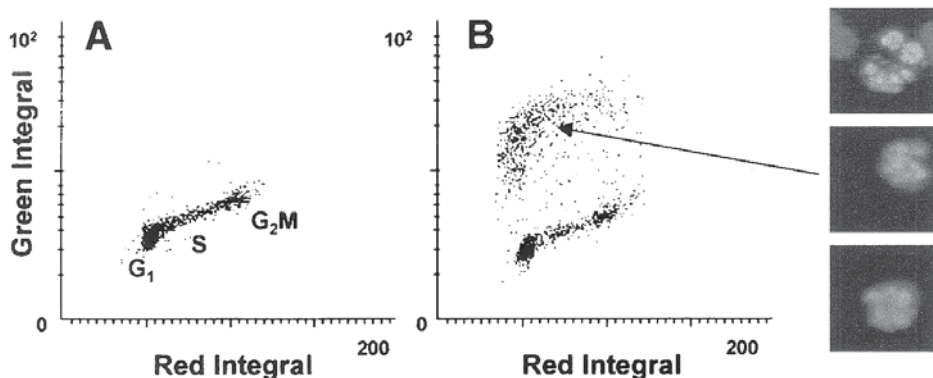 A
10²
Green Integral
G₁
S
G₂M
0
200
Red Integral
B
10²
0
200
Red Integral